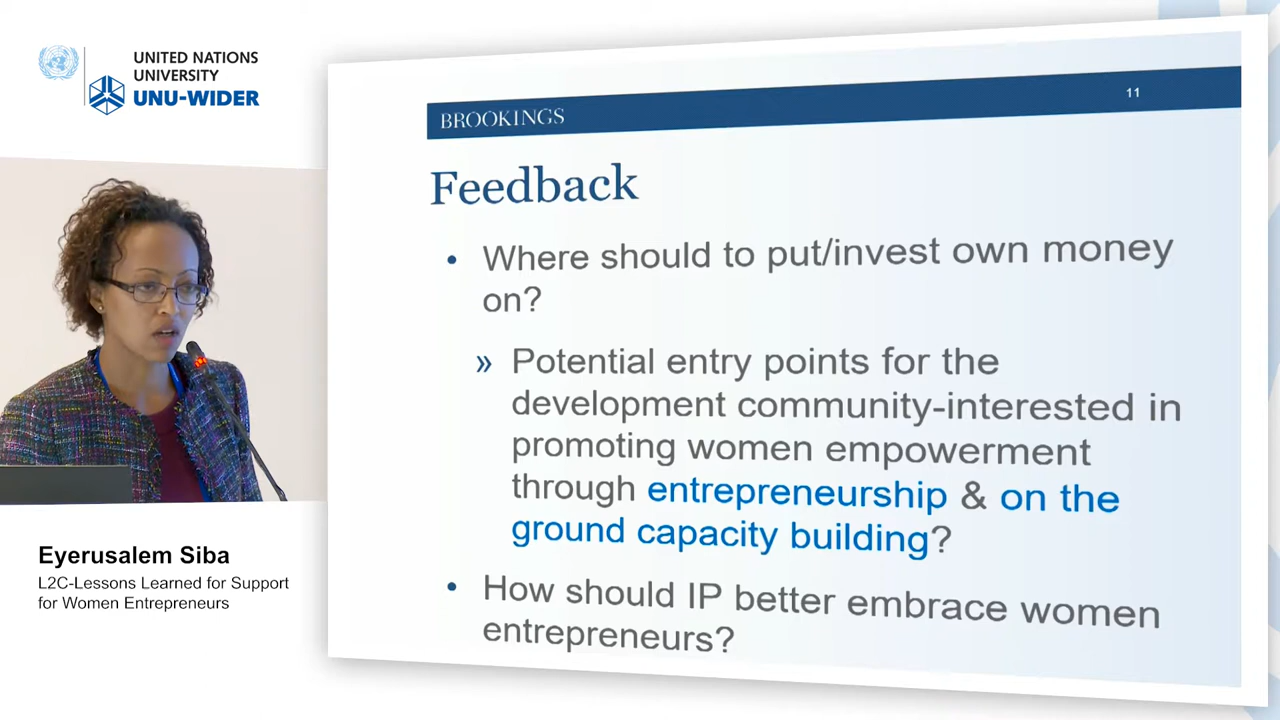 UNITED NATIONS
UNIVERSITY
UNU-WIDER
BROOKINGS
11
Feedback
• Where should to put/invest own money
on?
» Potential entry points for the
development community-interested in
promoting women empowerment
through entrepreneurship & on the
ground capacity building?
• How should IP better embrace women
entrepreneurs?
Eyerusalem Siba
L2C-Lessons Learned for Support
for Women Entrepreneurs